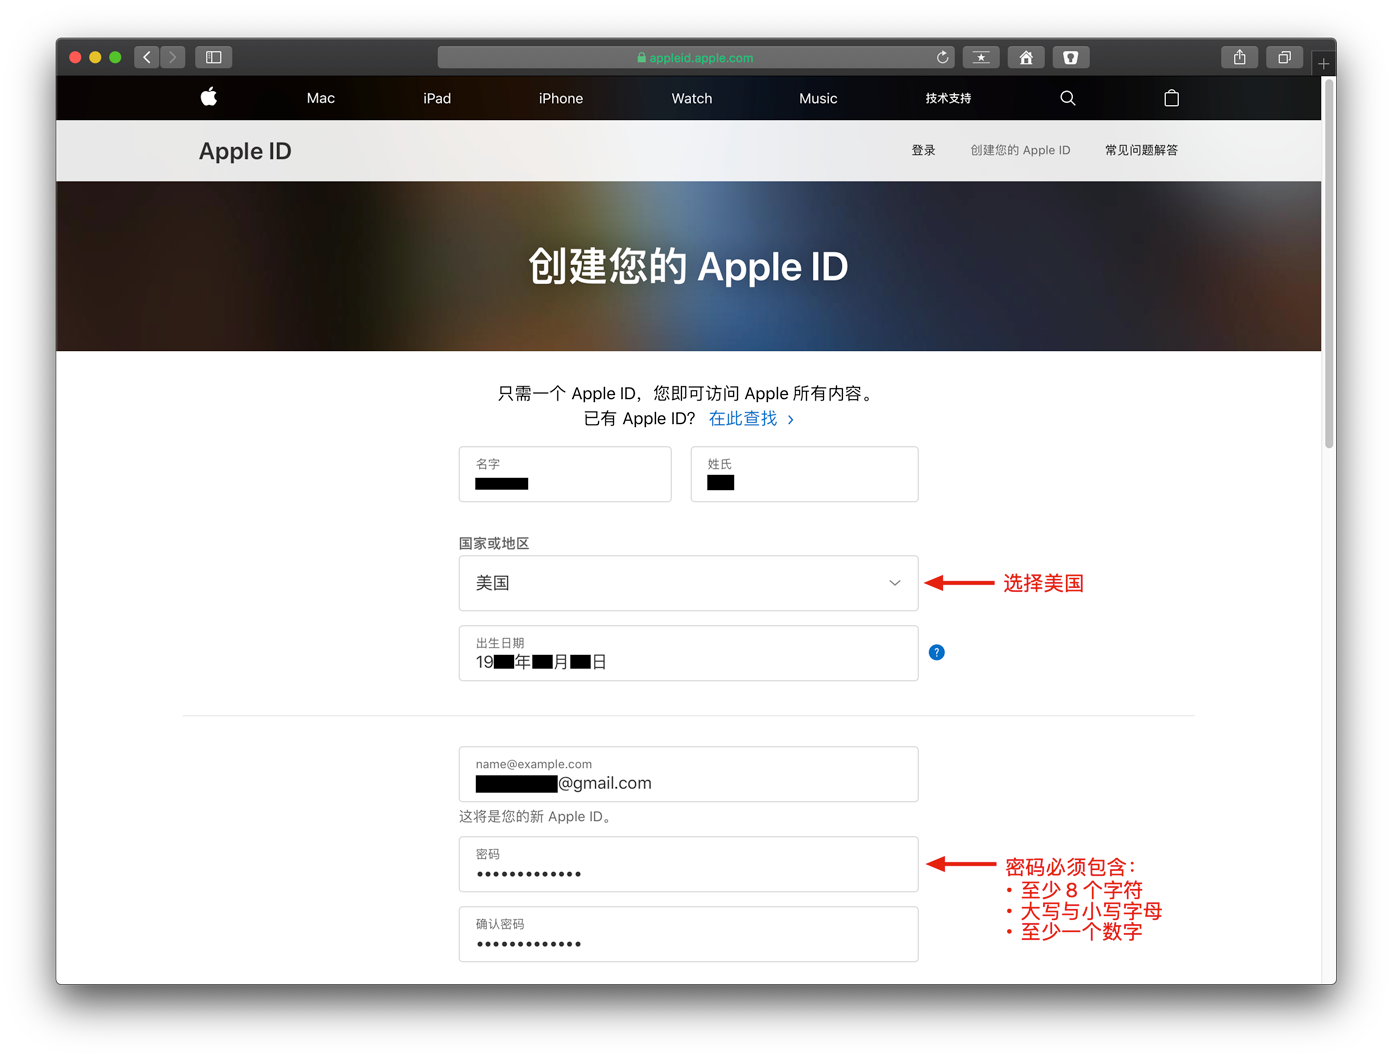 appleid.apple.com
Mac
iPad
iPhone
Watch
Music
技术支持
Apple ID
登录
创建您的 Apple ID
常见问题解答
创建您的 Apple ID
只需一个 Apple ID，您即可访问 Apple 所有内容。
已有 Apple ID？ 在此查找 ›
名字
姓氏
国家或地区
美国
选择美国
出生日期
19 年 月 日
?
name@example.com
@gmail.com
这将是您的新 Apple ID。
密码
•••••••••••••
密码必须包含：
• 至少 8 个字符
• 大写与小写字母
• 至少一个数字
确认密码
•••••••••••••